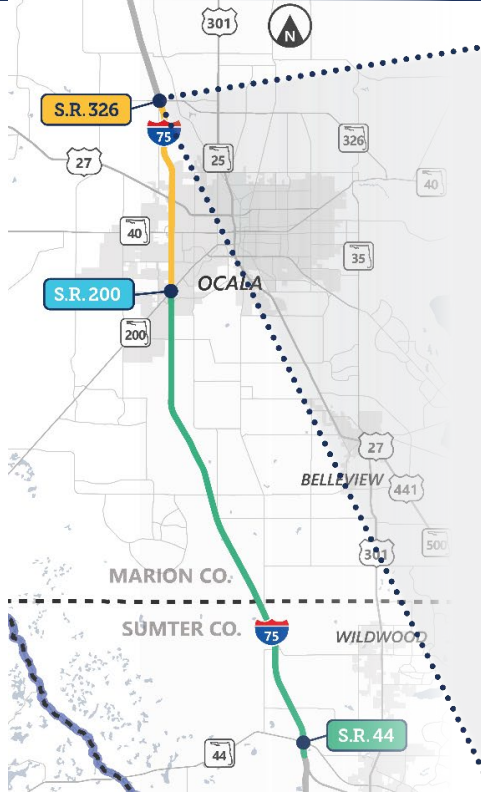 301
N
S.R. 326
75
326
27
25
40
40
35
S.R. 200
OCALA
200
27
BELLEVIEW
441
500
301
MARION CO.
SUMTER CO.
75
WILDWOOD
S.R. 44
44